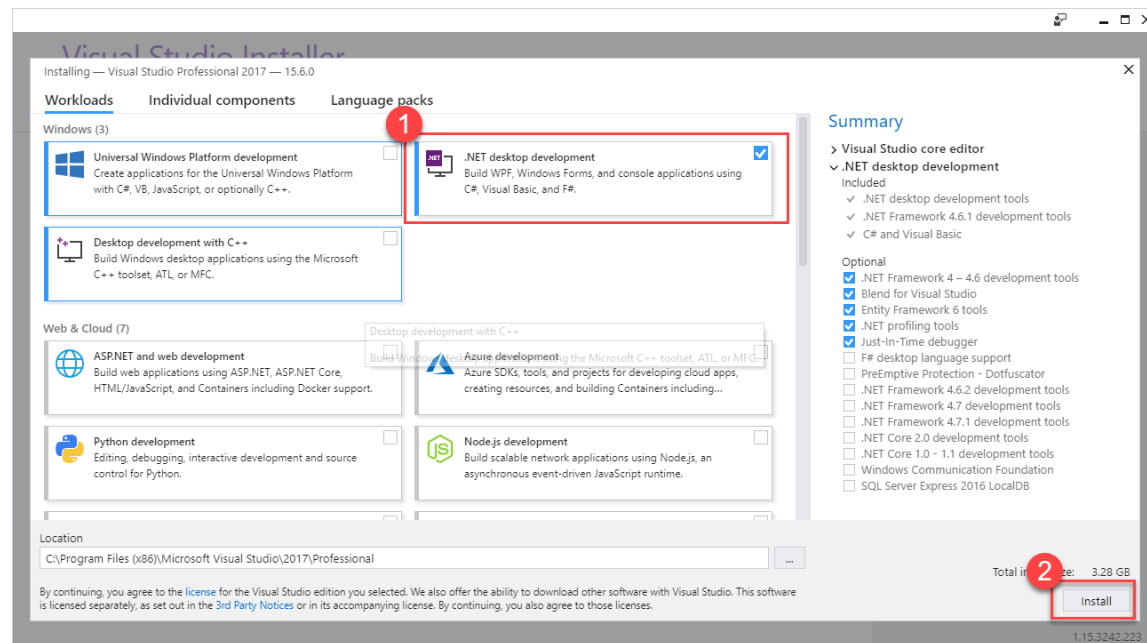 Visual Studio Installer
Installing — Visual Studio Professional 2017 — 15.6.0
Workloads Individual components Language packs
1
Windows (3)
Universal Windows Platform development
Create applications for the Universal Windows Platform
with C#, VB, JavaScript, or optionally C++.
.NET
.NET desktop development
Build WPF, Windows Forms, and console applications using
C#, Visual Basic, and F#.
Desktop development with C++
Build Windows desktop applications using the Microsoft
C++ toolset, ATL, or MFC.
Web & Cloud (7)
Desktop development with C++
Build Windows desktop applications using the Microsoft C++ toolset, ATL, or MFC.
ASP.NET and web development
Build web applications using ASP.NET, ASP.NET Core,
HTML/JavaScript, and Containers including Docker support.
Azure development
Azure SDKs, tools, and projects for developing cloud apps,
creating resources, and building Containers including...
Python development
Editing, debugging, interactive development and source
control for Python.
JS
Node.js development
Build scalable network applications using Node.js, an
asynchronous event-driven JavaScript runtime.
Summary
Visual Studio core editor
.NET desktop development
Included
.NET desktop development tools
.NET Framework 4.6.1 development tools
C# and Visual Basic
Optional
.NET Framework 4 – 4.6 development tools
Blend for Visual Studio
Entity Framework 6 tools
.NET profiling tools
Just-In-Time debugger
F# desktop language support
PreEmptive Protection - Dotfuscator
.NET Framework 4.6.2 development tools
.NET Framework 4.7 development tools
.NET Framework 4.7.1 development tools
.NET Core 2.0 development tools
.NET Core 1.0 - 1.1 development tools
Windows Communication Foundation
SQL Server Express 2016 LocalDB
Location
C:\Program Files (x86)\Microsoft Visual Studio\2017\Professional
...
By continuing, you agree to the license for the Visual Studio edition you selected. We also offer the ability to download other software with Visual Studio. This software
is licensed separately, as set out in the 3rd Party Notices or in its accompanying license. By continuing, you also agree to those licenses.
Total 3.28 GB
2
Install
1.15.3242.223